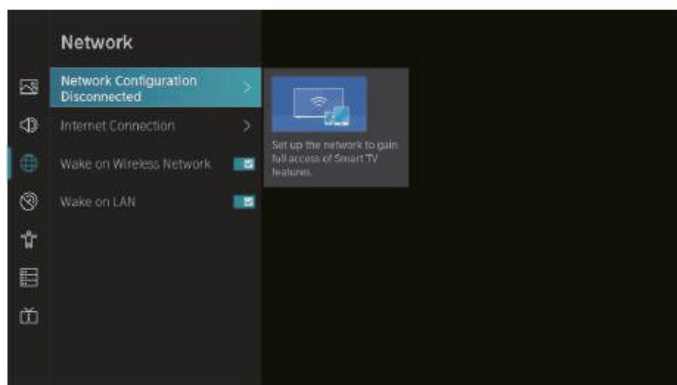 Network
Network Configuration
Disconnected
Internet Connection
Wake on Wireless Network
Wake on LAN
Set up the network to gain
full access of Smart TV
features.